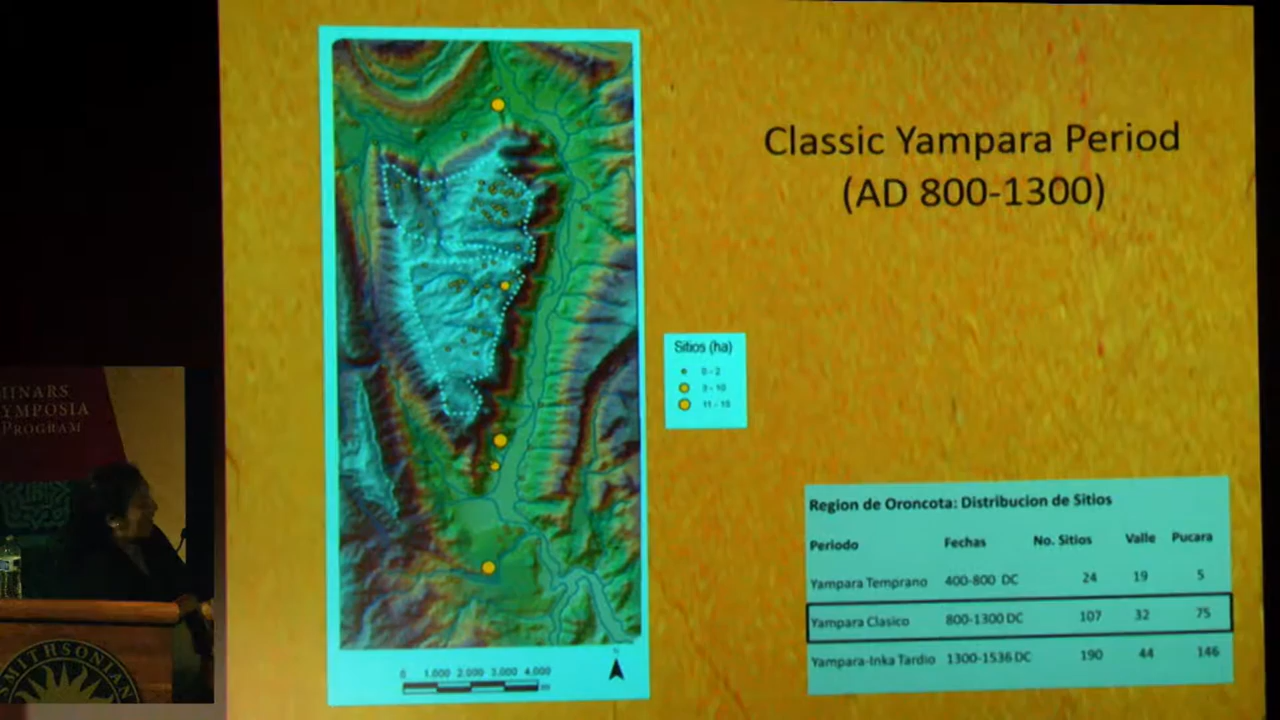 Classic Yampara Period
(AD 800-1300)
Sitios (ha)
0 - 2
3 - 10
11 - 15
0 1.000 2.000 3.000 4.000
m
N
Region de Oroncota: Distribucion de Sitios
Periodo Fechas No. Sitios Valle Pucara
Yampara Temprano 400-800 DC 24 19 5
Yampara Clasico 800-1300 DC 107 32 75
Yampara-Inka Tardio 1300-1536 DC 190 44 146
MINARS
YMPOSIA
PROGRAM
SMITHSONIAN